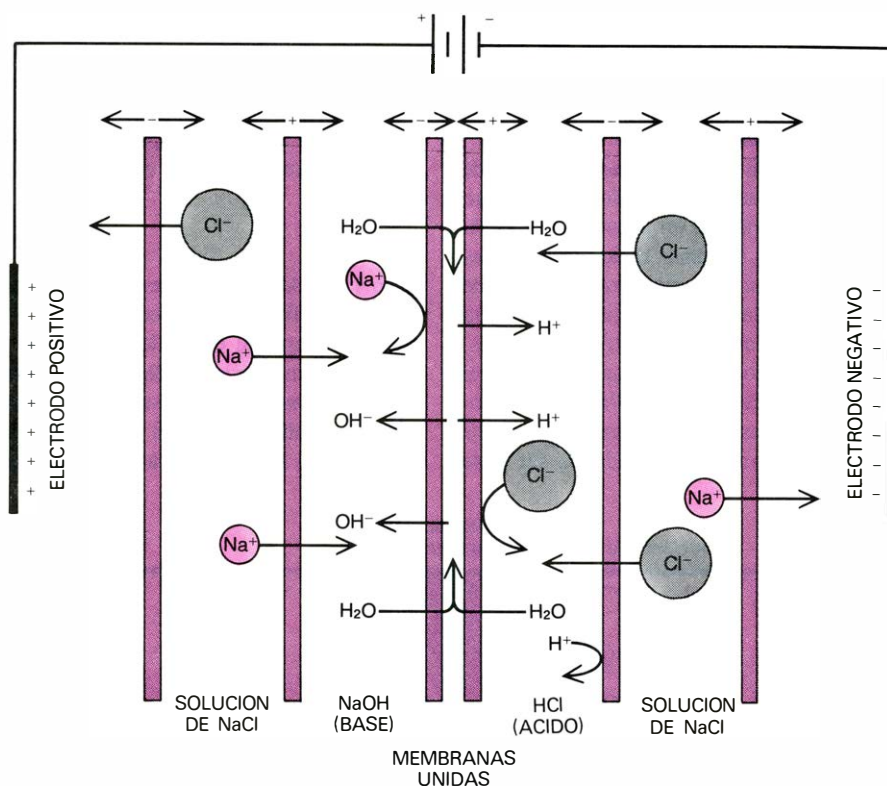 + −
− + − + − +
Cl⁻
H₂O H₂O
Cl⁻
Na⁺
H⁺
Na⁺
OH⁻ H⁺
Cl⁻
Na⁺
OH⁻
Na⁺
Cl⁻
H₂O H₂O
H⁺
ELECTRODO POSITIVO
+ + + + + + + +
ELECTRODO NEGATIVO
− − − − − − − −
SOLUCION
DE NaCl
NaOH
(BASE)
HCl
(ACIDO)
SOLUCION
DE NaCl
MEMBRANAS
UNIDAS